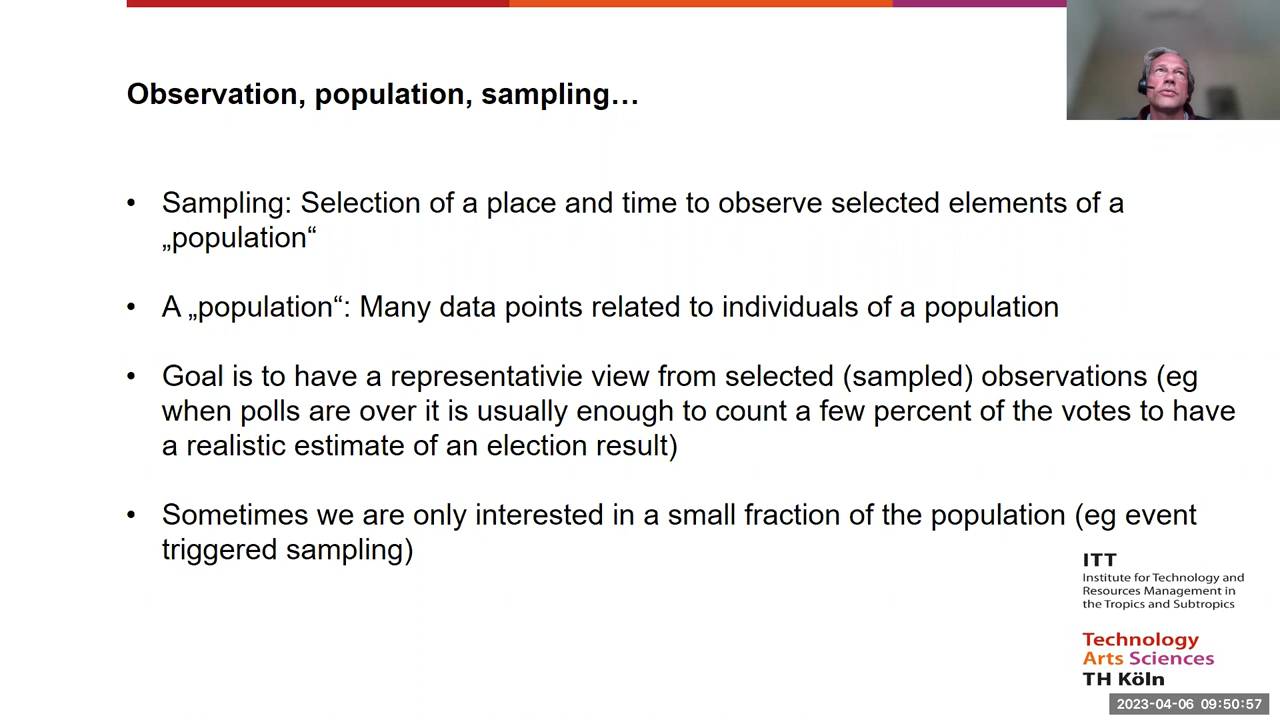 Observation, population, sampling…
• Sampling: Selection of a place and time to observe selected elements of a
„population“
• A „population“: Many data points related to individuals of a population
• Goal is to have a representativie view from selected (sampled) observations (eg
when polls are over it is usually enough to count a few percent of the votes to have
a realistic estimate of an election result)
• Sometimes we are only interested in a small fraction of the population (eg event
triggered sampling)
ITT
Institute for Technology and
Resources Management in
the Tropics and Subtropics
Technology
Arts Sciences
TH Köln
2023-04-06 09:50:57